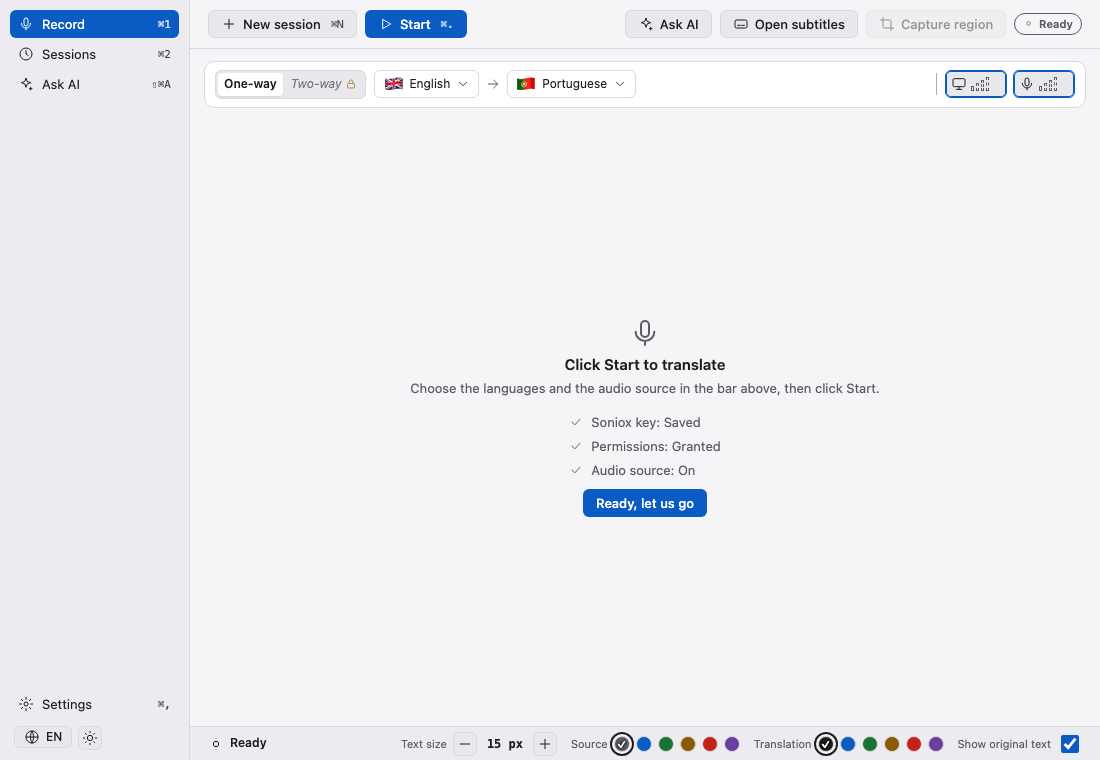 Record ⌘1
Sessions ⌘2
Ask AI ⇧⌘A
New session ⌘N
Start ⌘.
Ask AI
Open subtitles
Capture region
Ready
One-way
Two-way
English
Portuguese
Click Start to translate
Choose the languages and the audio source in the bar above, then click Start.
Soniox key: Saved
Permissions: Granted
Audio source: On
Ready, let us go
Settings ⌘,
EN
Ready
Text size
15 px
Source
Translation
Show original text